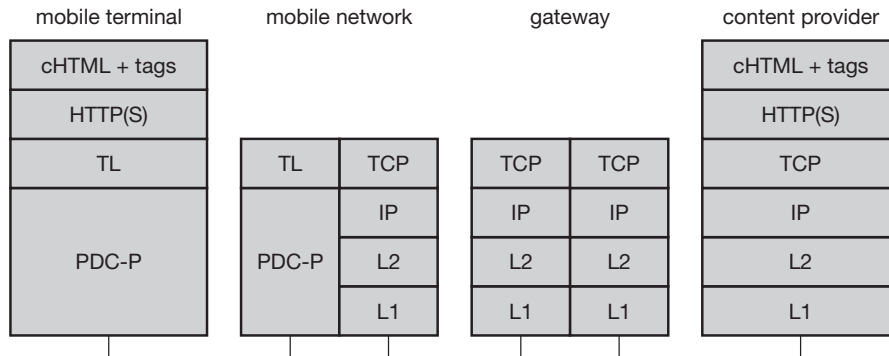 mobile terminal mobile network gateway content provider
cHTML + tags cHTML + tags
HTTP(S) HTTP(S)
TL TL TCP TCP TCP TCP
IP IP IP IP
PDC-P PDC-P L2 L2 L2 L2
L1 L1 L1 L1